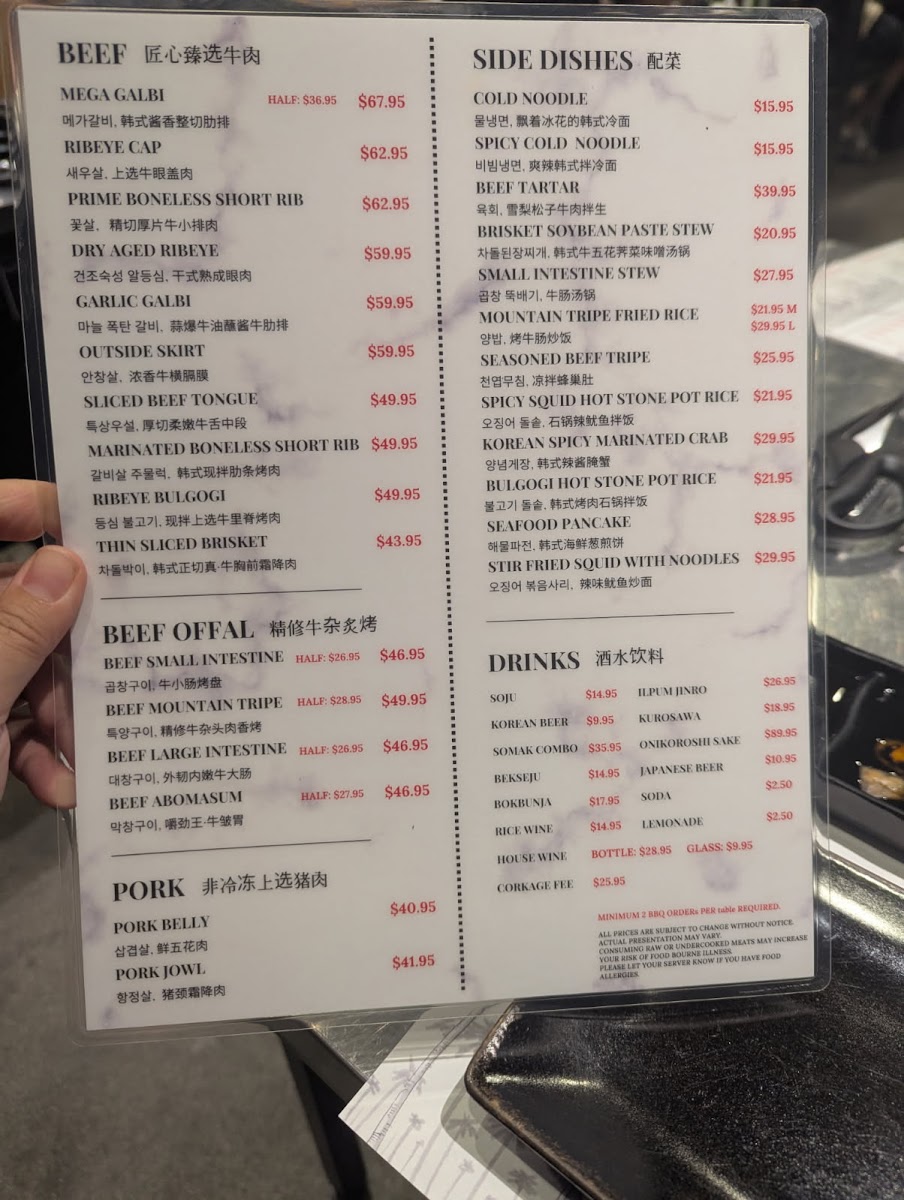 BEEF 匠心臻选牛肉
MEGA GALBI HALF: $36.95 $67.95
메가갈비, 韩式酱香整切肋排
RIBEYE CAP $62.95
새우살, 上选牛眼盖肉
PRIME BONELESS SHORT RIB $62.95
꽃살, 精切厚片牛小排肉
DRY AGED RIBEYE $59.95
건조숙성 알등심, 干式熟成眼肉
GARLIC GALBI $59.95
마늘 폭탄 갈비, 蒜爆牛油蘸酱牛肋排
OUTSIDE SKIRT $59.95
안창살, 浓香牛横膈膜
SLICED BEEF TONGUE $49.95
특상우설, 厚切柔嫩牛舌中段
MARINATED BONELESS SHORT RIB $49.95
갈비살 주물럭, 韩式现拌肋条烤肉
RIBEYE BULGOGI $49.95
등심 불고기, 现拌上选牛里脊烤肉
THIN SLICED BRISKET $43.95
차돌박이, 韩式正切真·牛胸前霜降肉
BEEF OFFAL 精修牛杂炙烤
BEEF SMALL INTESTINE HALF: $26.95 $46.95
곱창구이, 牛小肠烤盘
BEEF MOUNTAIN TRIPE HALF: $28.95 $49.95
특양구이, 精修牛杂头肉香烤
BEEF LARGE INTESTINE HALF: $26.95 $46.95
대창구이, 外韧内嫩牛大肠
BEEF ABOMASUM HALF: $27.95 $46.95
막창구이, 嚼劲王·牛皱胃
PORK 非冷冻上选猪肉
PORK BELLY $40.95
삼겹살, 鲜五花肉
PORK JOWL $41.95
항정살, 猪颈霜降肉
SIDE DISHES 配菜
COLD NOODLE $15.95
물냉면, 飘着冰花的韩式冷面
SPICY COLD NOODLE $15.95
비빔냉면, 爽辣韩式拌冷面
BEEF TARTAR $39.95
육회, 雪梨松子牛肉拌生
BRISKET SOYBEAN PASTE STEW $20.95
차돌된장찌개, 韩式牛五花荠菜味噌汤锅
SMALL INTESTINE STEW $27.95
곱창 뚝배기, 牛肠汤锅
MOUNTAIN TRIPE FRIED RICE $21.95 M
$29.95 L
양밥, 烤牛肠炒饭
SEASONED BEEF TRIPE $25.95
천엽무침, 凉拌蜂巢肚
SPICY SQUID HOT STONE POT RICE $21.95
오징어 돌솥, 石锅辣鱿鱼拌饭
KOREAN SPICY MARINATED CRAB $29.95
양념게장, 韩式辣酱腌蟹
BULGOGI HOT STONE POT RICE $21.95
불고기 돌솥, 韩式烤肉石锅拌饭
SEAFOOD PANCAKE $28.95
해물파전, 韩式海鲜葱煎饼
STIR FRIED SQUID WITH NOODLES $29.95
오징어 볶음사리, 辣味鱿鱼炒面
DRINKS 酒水饮料
SOJU $14.95 ILPUM JINRO $26.95
KOREAN BEER $9.95 KUROSAWA $18.95
SOMAK COMBO $35.95 ONIKOROSHI SAKE $89.95
BEKSEJU $14.95 JAPANESE BEER $10.95
BOKBUNJA $17.95 SODA $2.50
RICE WINE $14.95 LEMONADE $2.50
HOUSE WINE BOTTLE: $28.95 GLASS: $9.95
CORKAGE FEE $25.95
MINIMUM 2 BBQ ORDERs PER table REQUIRED.
ALL PRICES ARE SUBJECT TO CHANGE WITHOUT NOTICE.
ACTUAL PRESENTATION MAY VARY.
CONSUMING RAW OR UNDERCOOKED MEATS MAY INCREASE
YOUR RISK OF FOOD BOURNE ILLNESS.
PLEASE LET YOUR SERVER KNOW IF YOU HAVE FOOD
ALLERGIES.